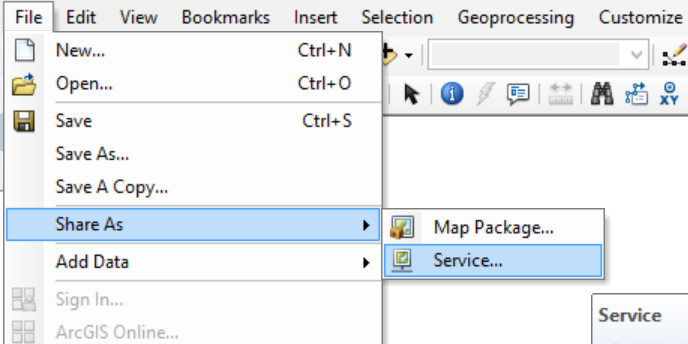 File Edit View Bookmarks Insert Selection Geoprocessing Customize
New... Ctrl+N
Open... Ctrl+O
Save Ctrl+S
Save As...
Save A Copy...
Share As
Map Package...
Add Data
Service...
Sign In...
ArcGIS Online...
Service
XY